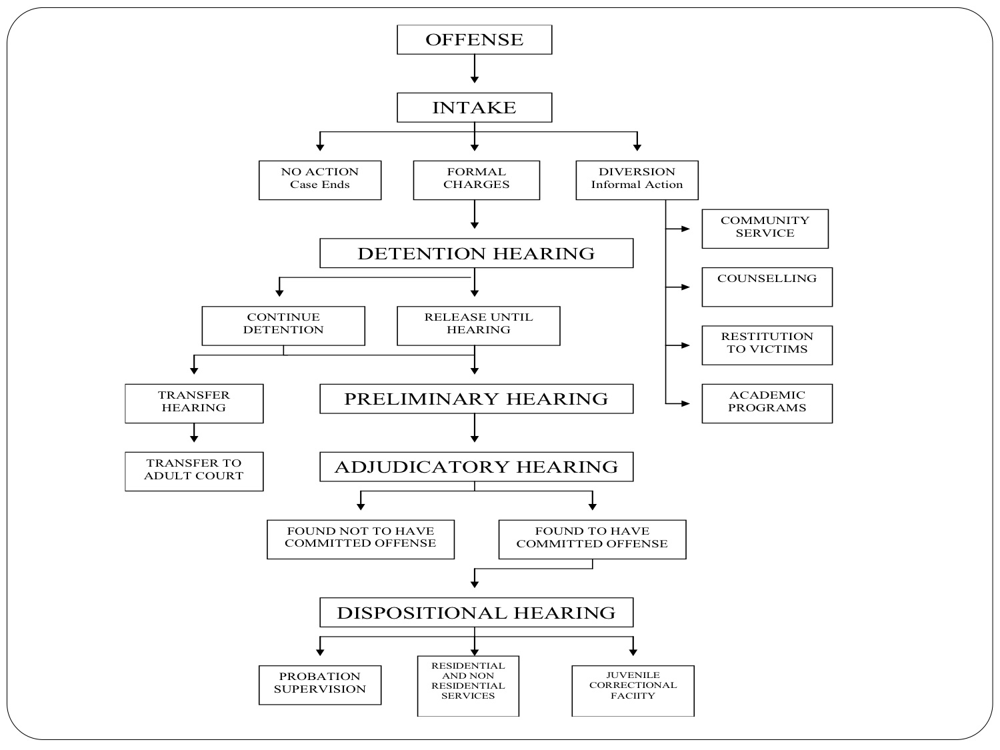 OFFENSE
INTAKE
NO ACTION
Case Ends
FORMAL
CHARGES
DIVERSION
Informal Action
COMMUNITY
SERVICE
DETENTION HEARING
COUNSELLING
CONTINUE
DETENTION
RELEASE UNTIL
HEARING
RESTITUTION
TO VICTIMS
TRANSFER
HEARING
PRELIMINARY HEARING
ACADEMIC
PROGRAMS
TRANSFER TO
ADULT COURT
ADJUDICATORY HEARING
FOUND NOT TO HAVE
COMMITTED OFFENSE
FOUND TO HAVE
COMMITTED OFFENSE
DISPOSITIONAL HEARING
PROBATION
SUPERVISION
RESIDENTIAL
AND NON
RESIDENTIAL
SERVICES
JUVENILE
CORRECTIONAL
FACIITY